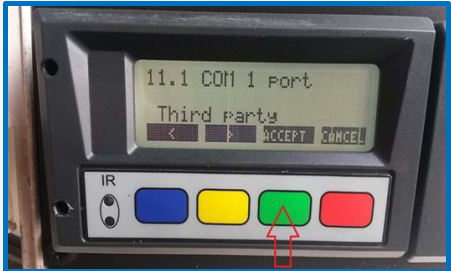 11.1 COM 1 port
Third party
< > ACCEPT CANCEL
IR